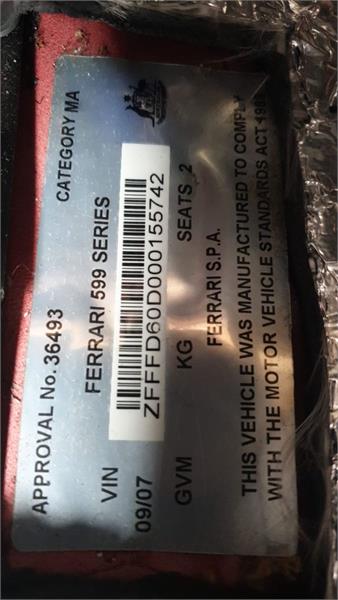 APPROVAL No. 36493 CATEGORY MA
FERRARI 599 SERIES
VIN ZFFFD60D000155742
09/07
GVM KG SEATS 2
FERRARI S.P.A.
THIS VEHICLE WAS MANUFACTURED TO COMPLY
WITH THE MOTOR VEHICLE STANDARDS ACT